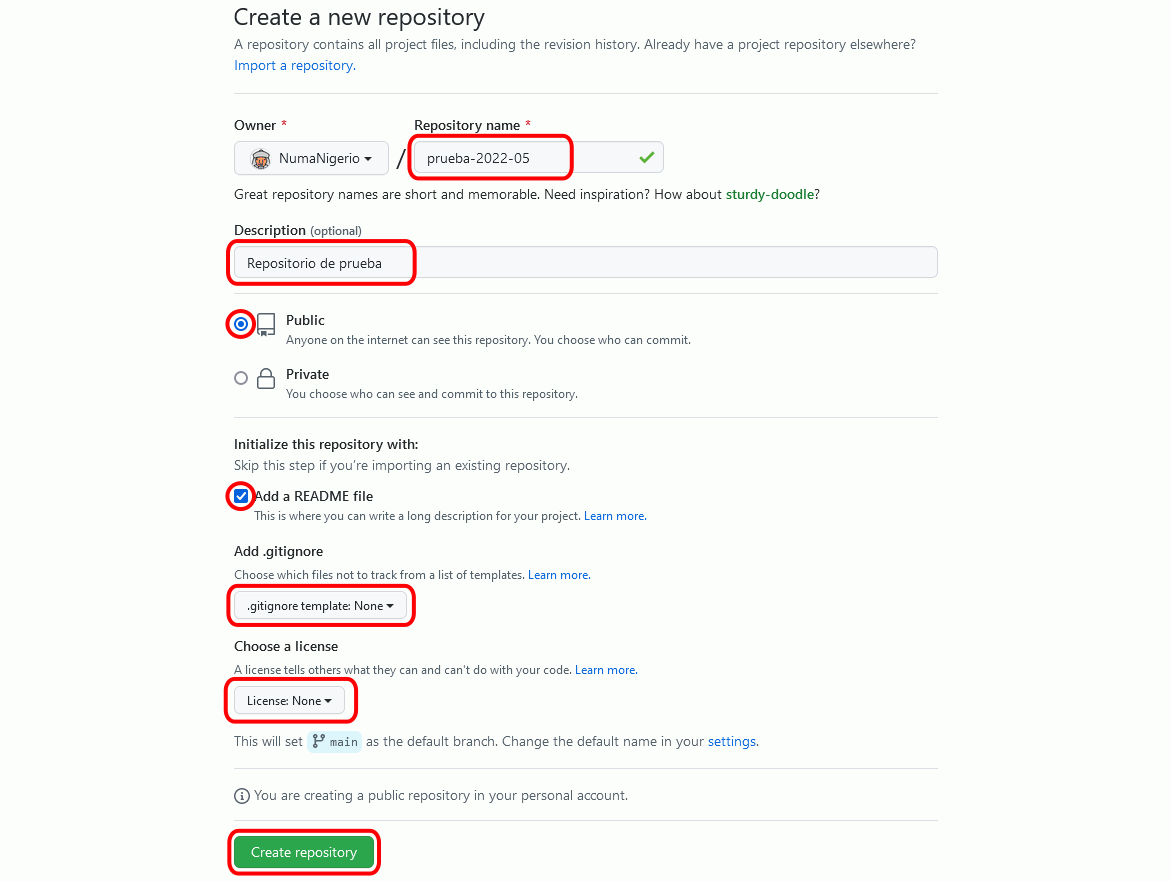 Create a new repository
A repository contains all project files, including the revision history. Already have a project repository elsewhere?
Import a repository.
Owner * Repository name *
NumaNigerio / prueba-2022-05
Great repository names are short and memorable. Need inspiration? How about sturdy-doodle?
Description (optional)
Repositorio de prueba
Public
Anyone on the internet can see this repository. You choose who can commit.
Private
You choose who can see and commit to this repository.
Initialize this repository with:
Skip this step if you're importing an existing repository.
Add a README file
This is where you can write a long description for your project. Learn more.
Add .gitignore
Choose which files not to track from a list of templates. Learn more.
.gitignore template: None
Choose a license
A license tells others what they can and can't do with your code. Learn more.
License: None
This will set main as the default branch. Change the default name in your settings.
You are creating a public repository in your personal account.
Create repository